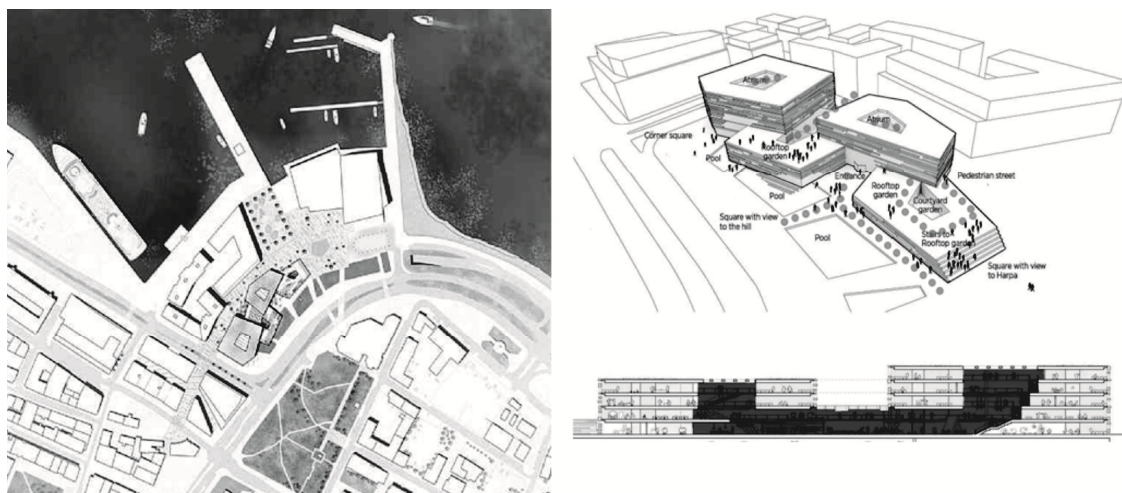 Atrium
Atrium
Corner square
Pool
Rooftop
garden
Pool
Entrance
Pedestrian street
Rooftop
garden
Courtyard
garden
Square with view
to the hill
Pool
Stairs to
Rooftop garden
Square with view
to Harpa